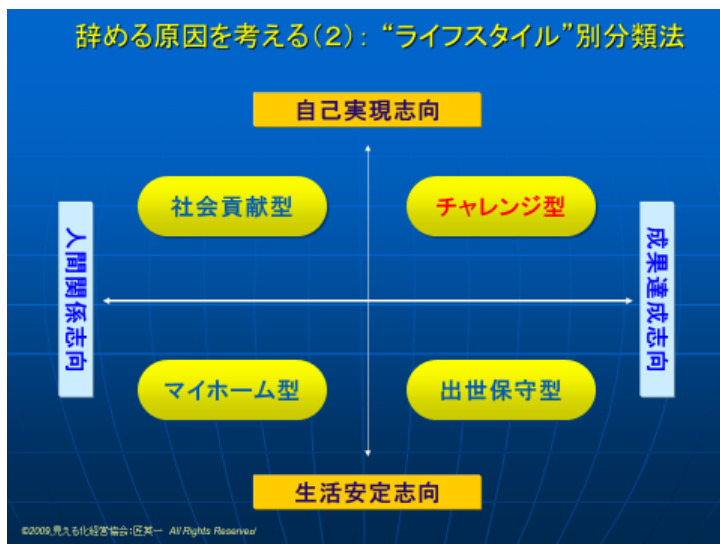 辞める原因を考える(2): “ライフスタイル”別分類法
自己実現志向
社会貢献型
チャレンジ型
人間関係志向
成果達成志向
マイホーム型
出世保守型
生活安定志向
©2009,見える化経営協会:匠英一 All Rights Reserved